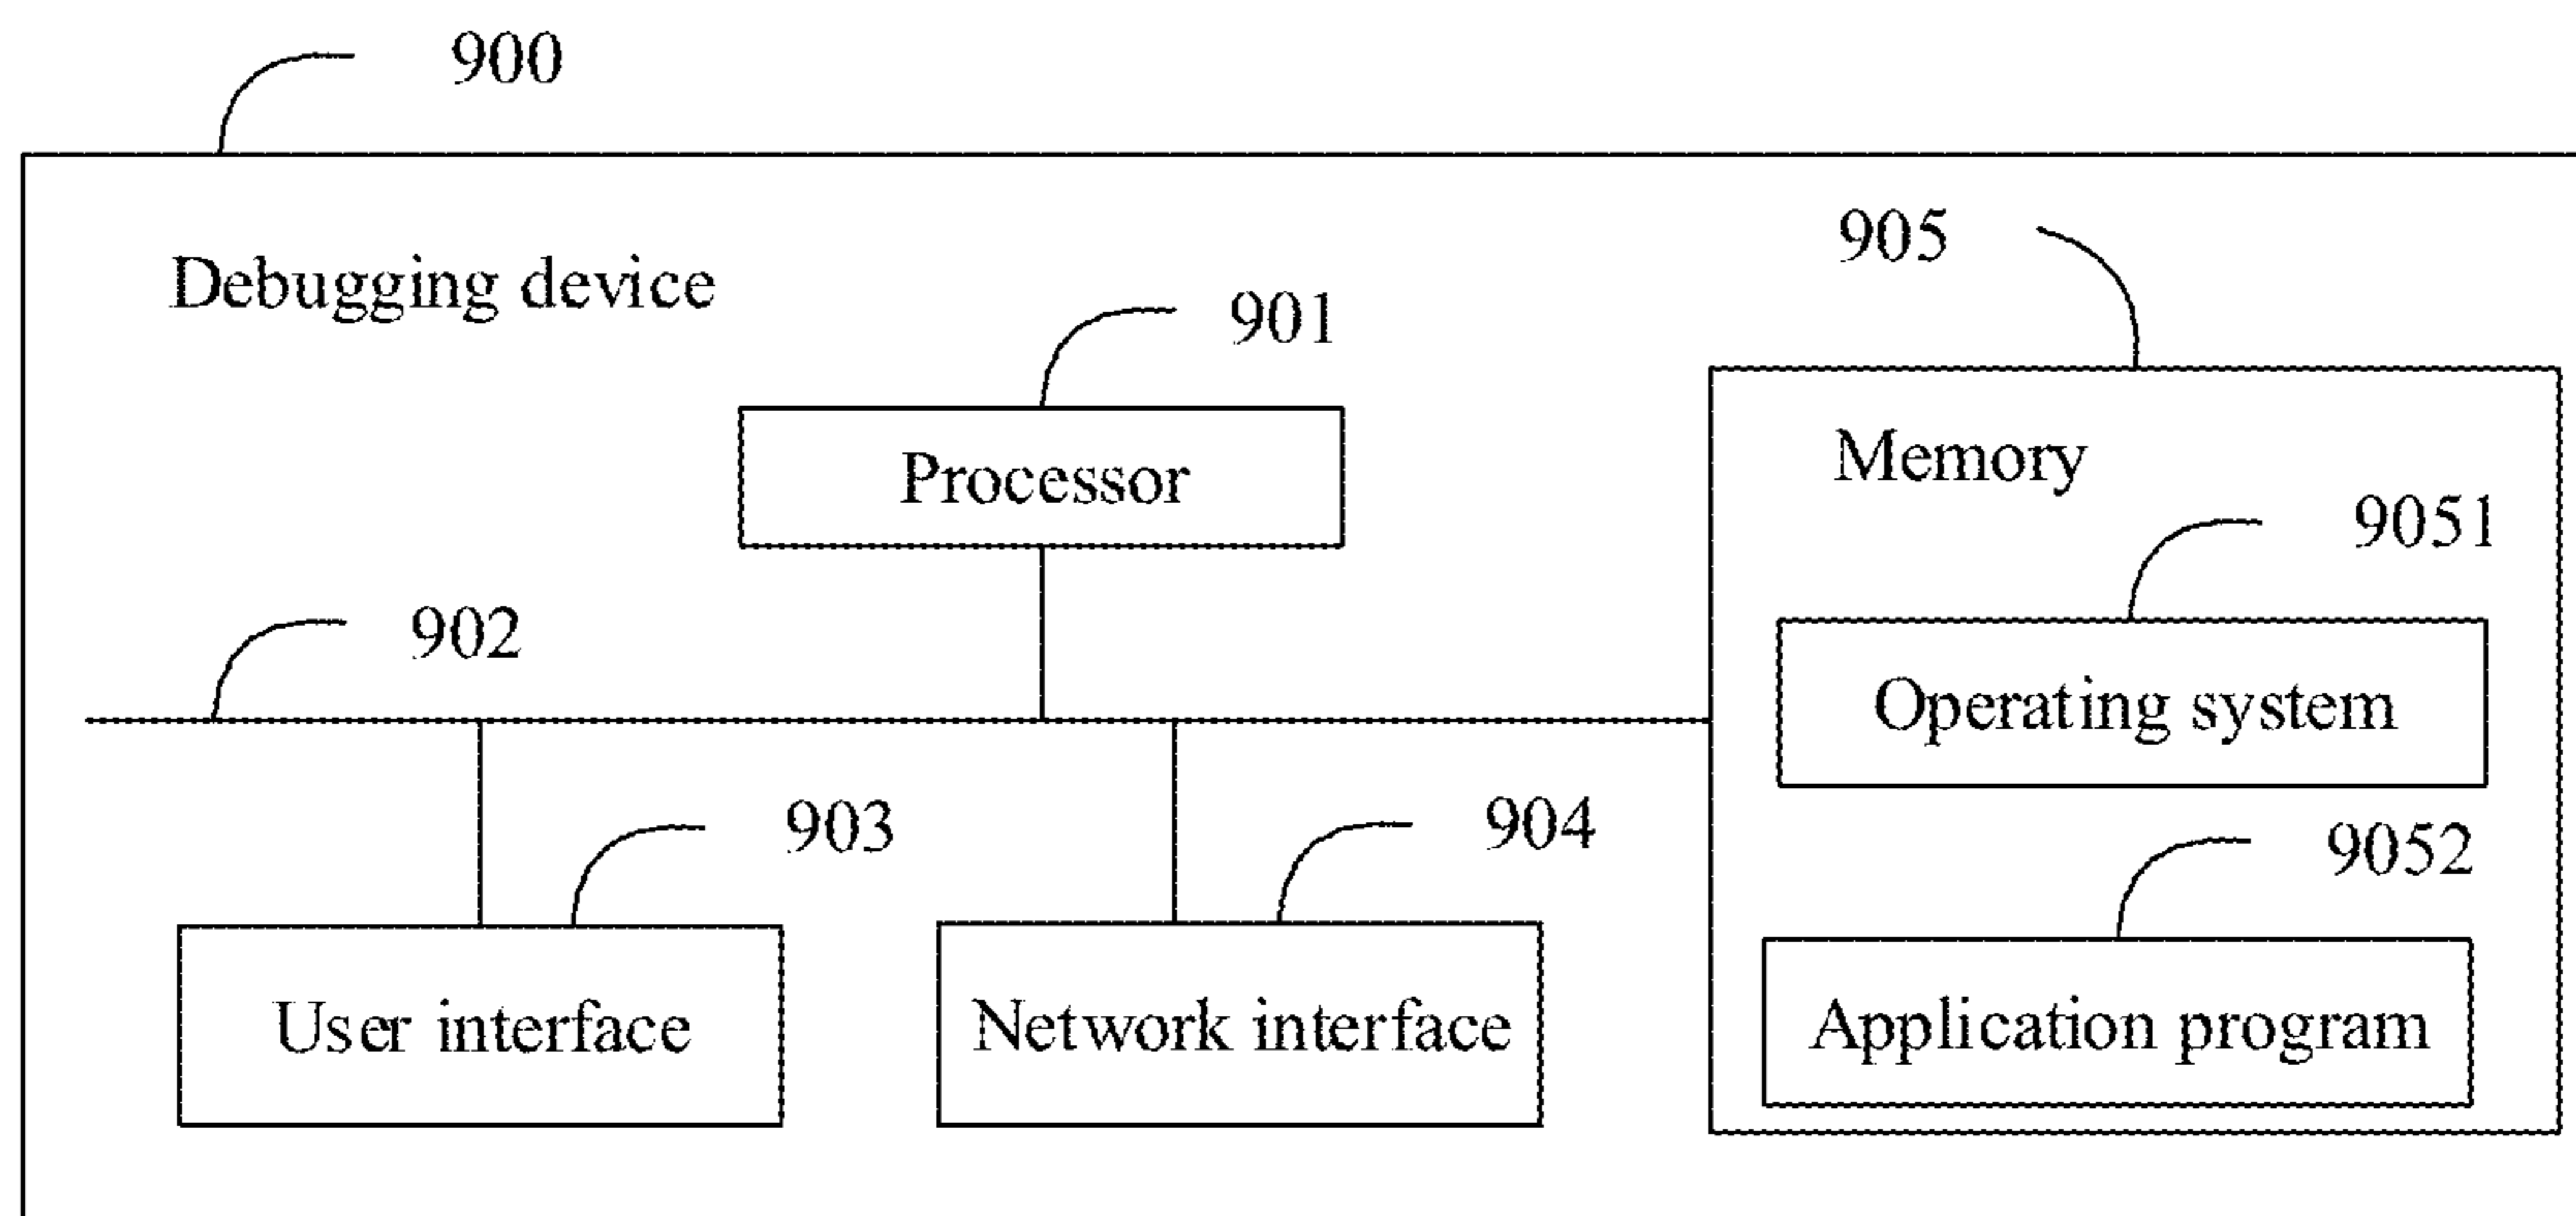 900
Debugging device
905
901
Processor
Memory
9051
902
Operating system
903
904
9052
User interface
Network interface
Application program